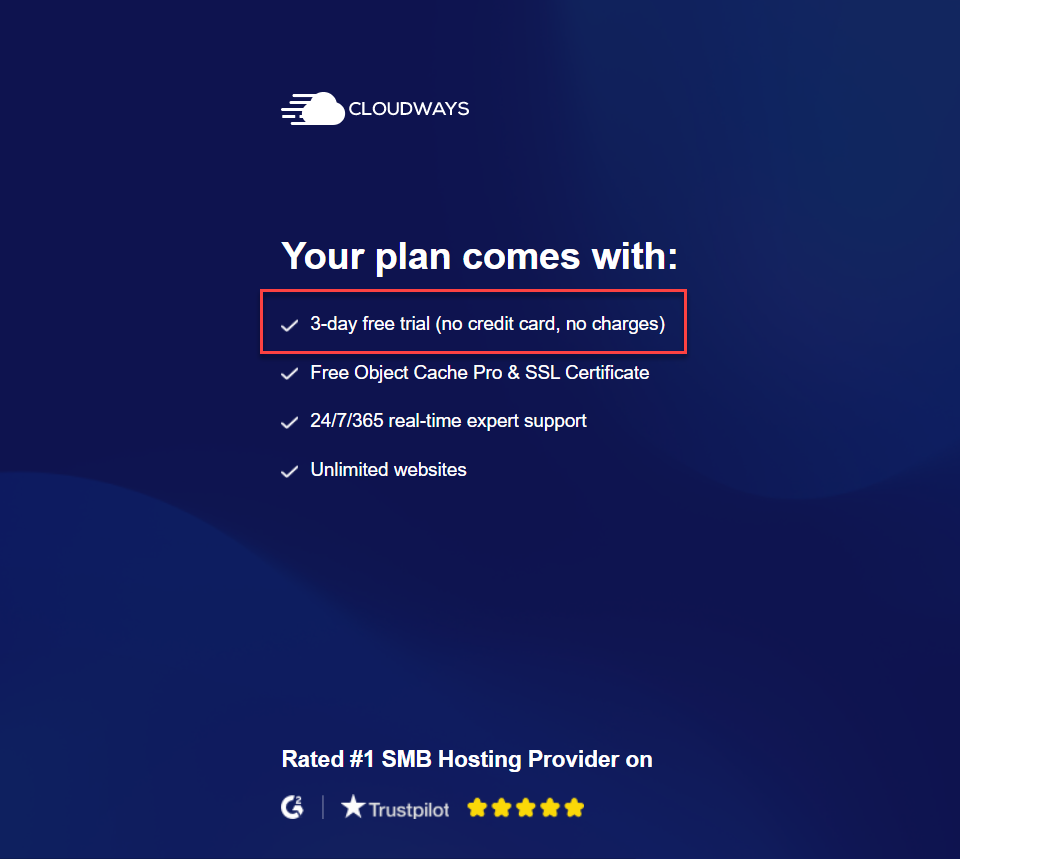 CLOUDWAYS
Your plan comes with:
3-day free trial (no credit card, no charges)
Free Object Cache Pro & SSL Certificate
24/7/365 real-time expert support
Unlimited websites
Rated #1 SMB Hosting Provider on
G2 | Trustpilot